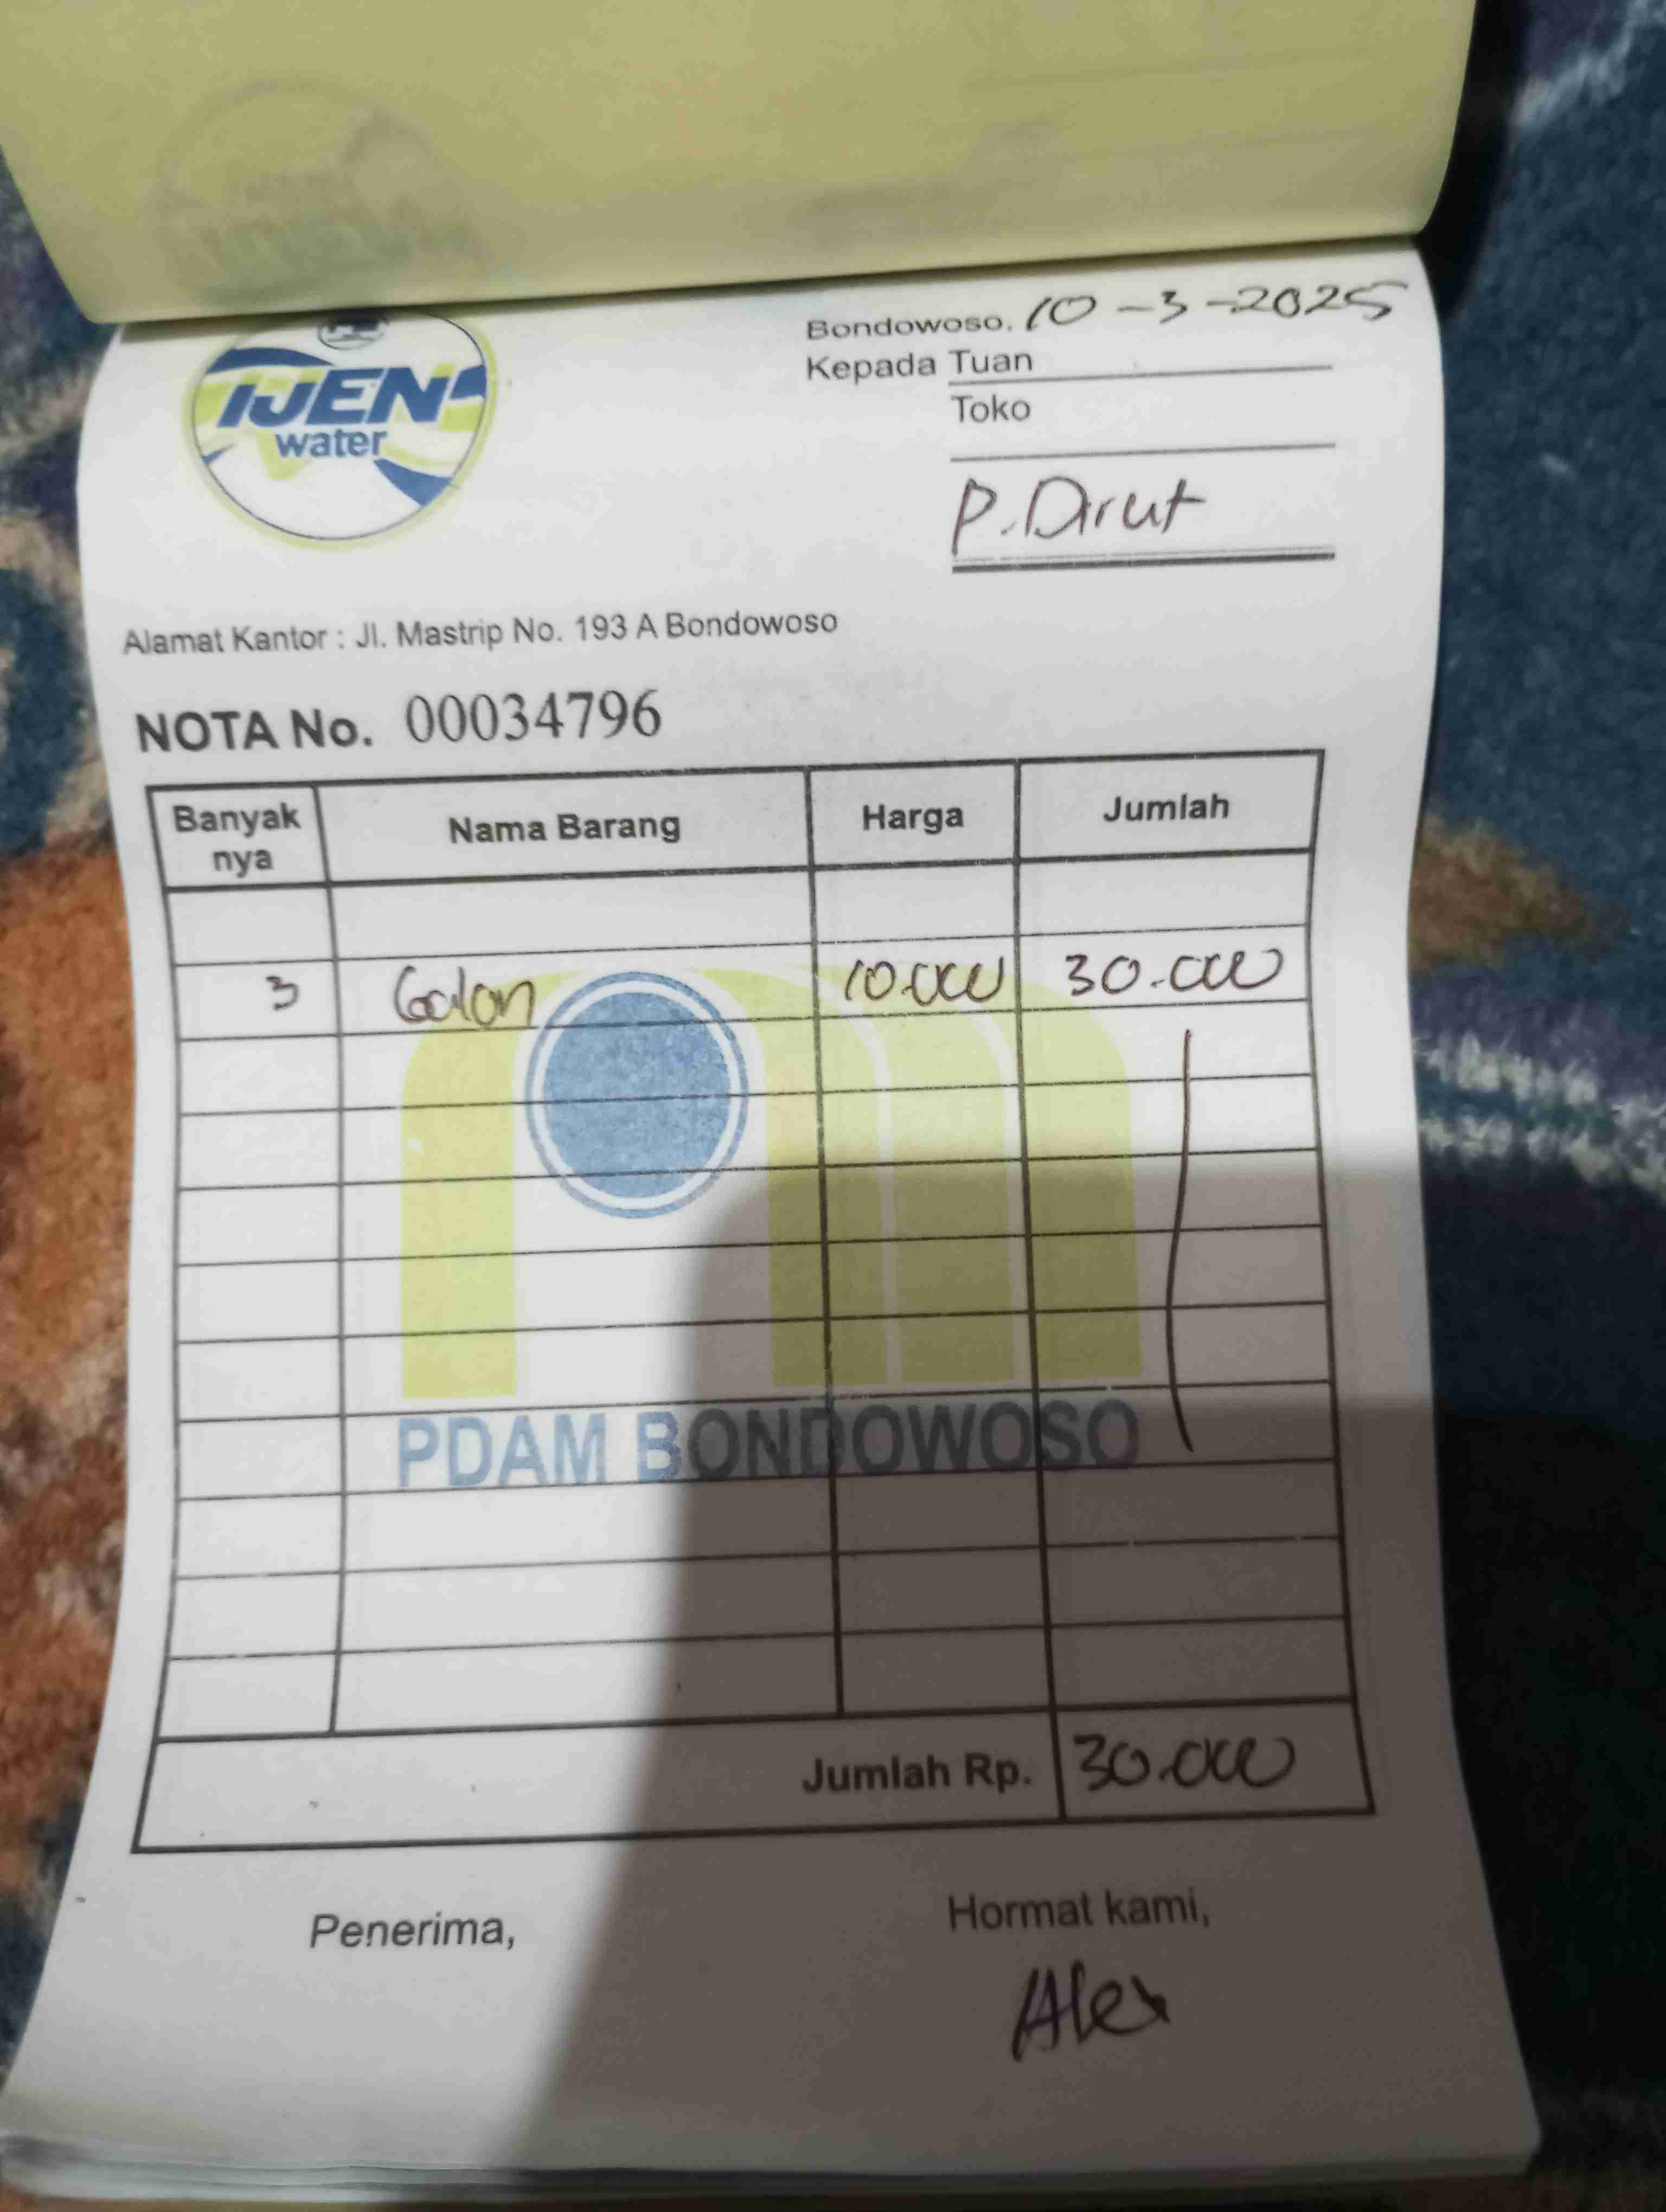 IJEN
water
Bondowoso, 10-3-2025
Kepada Tuan
Toko
P. Dirut
Alamat Kantor : Jl. Mastrip No. 193 A Bondowoso
NOTA No. 00034796
Banyak nya Nama Barang Harga Jumlah
3 Galon 10.000 30.000
PDAM BONDOWOSO
Jumlah Rp. 30.000
Penerima, Hormat kami,
Alex